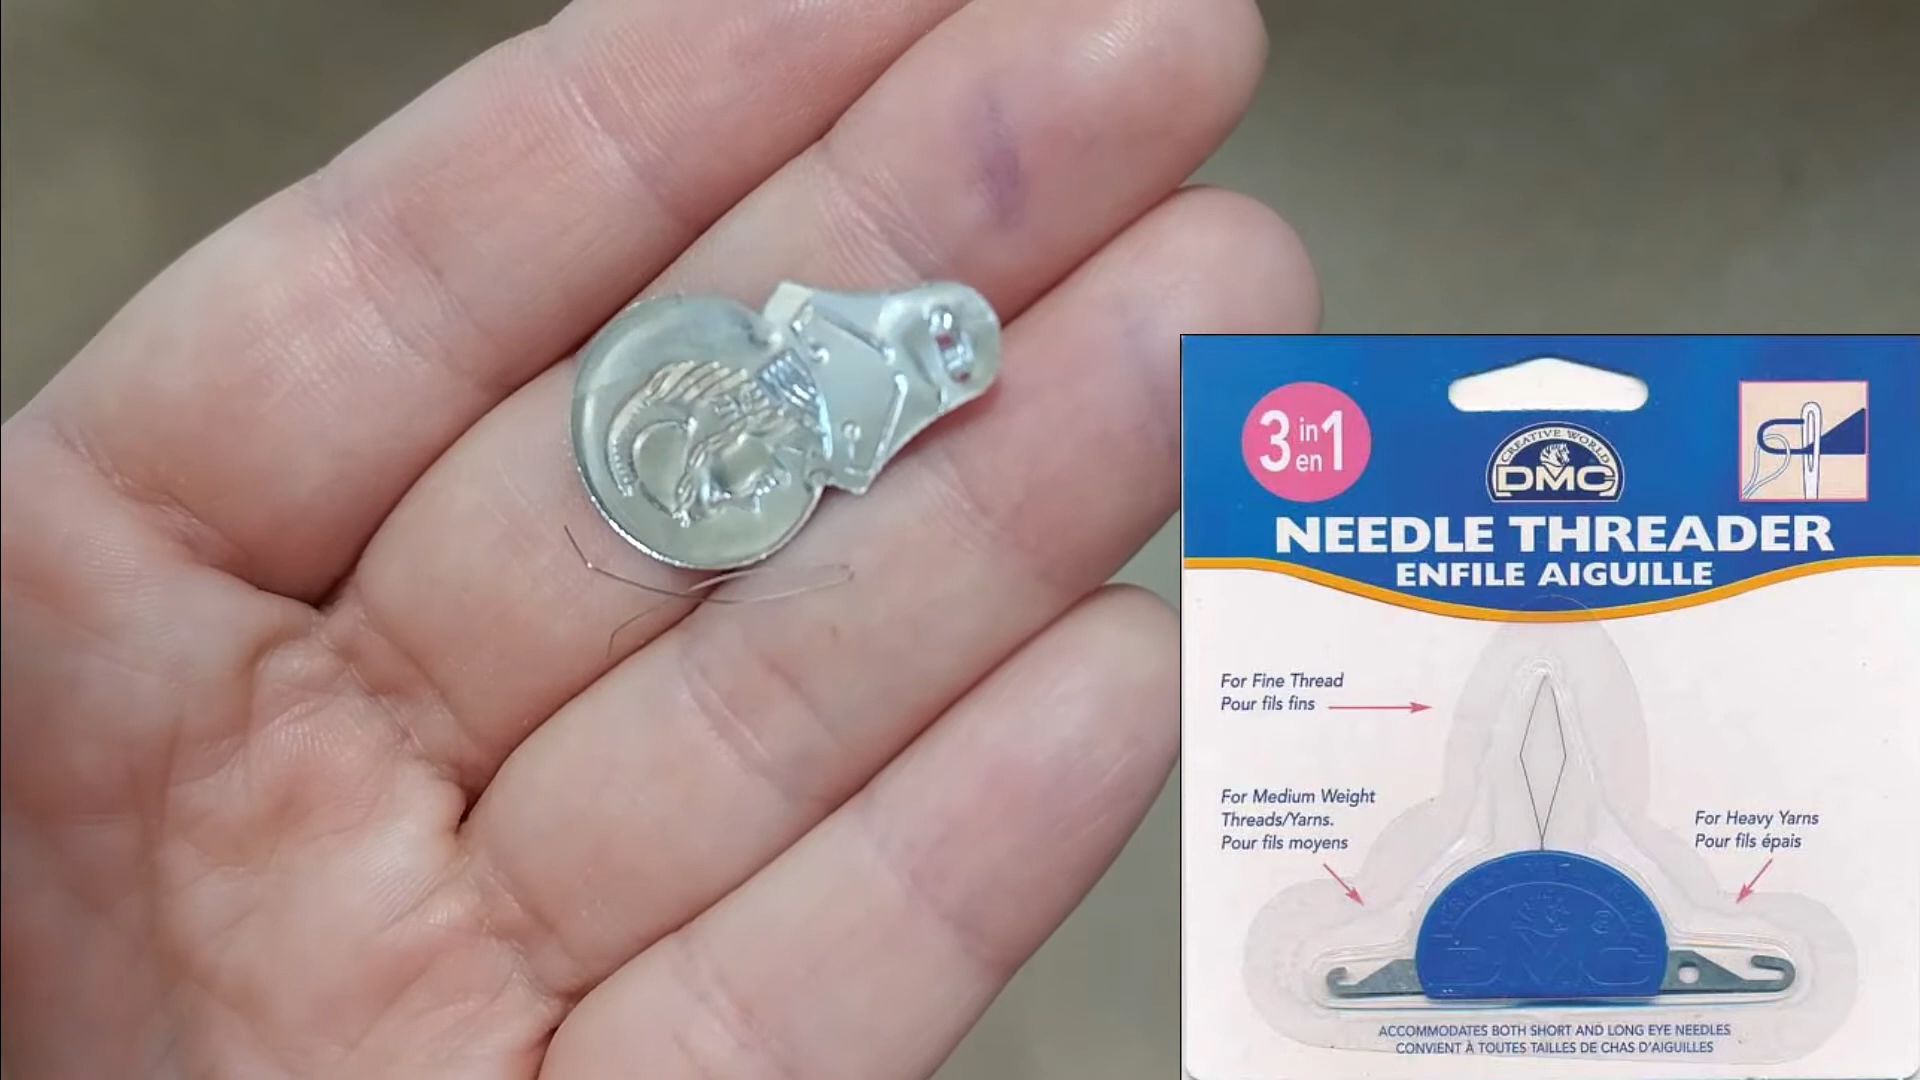 3 in
en 1
CREATIVE WORLD
DMC
NEEDLE THREADER
ENFILE AIGUILLE
For Fine Thread
Pour fils fins
For Medium Weight
Threads/Yarns.
Pour fils moyens
For Heavy Yarns
Pour fils épais
DMC
ACCOMMODATES BOTH SHORT AND LONG EYE NEEDLES
CONVIENT À TOUTES TAILLES DE CHAS D'AIGUILLES